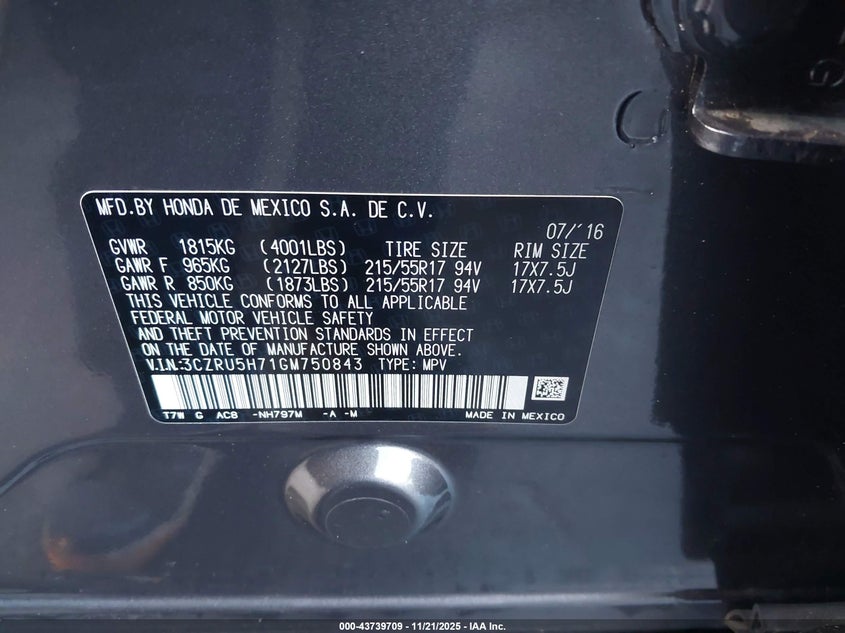 MFD.BY HONDA DE MEXICO S.A. DE C.V.
07/'16
GVWR 1815KG (4001LBS) TIRE SIZE RIM SIZE
GAWR F 965KG (2127LBS) 215/55R17 94V 17X7.5J
GAWR R 850KG (1873LBS) 215/55R17 94V 17X7.5J
THIS VEHICLE CONFORMS TO ALL APPLICABLE
FEDERAL MOTOR VEHICLE SAFETY
AND THEFT PREVENTION STANDARDS IN EFFECT
ON THE DATE OF MANUFACTURE SHOWN ABOVE.
V.I.N:3CZRU5H71GM750843 TYPE: MPV
T7W G AC8 -NH797M -A -M MADE IN MEXICO
000-43739709 - 11/21/2025 - IAA Inc.